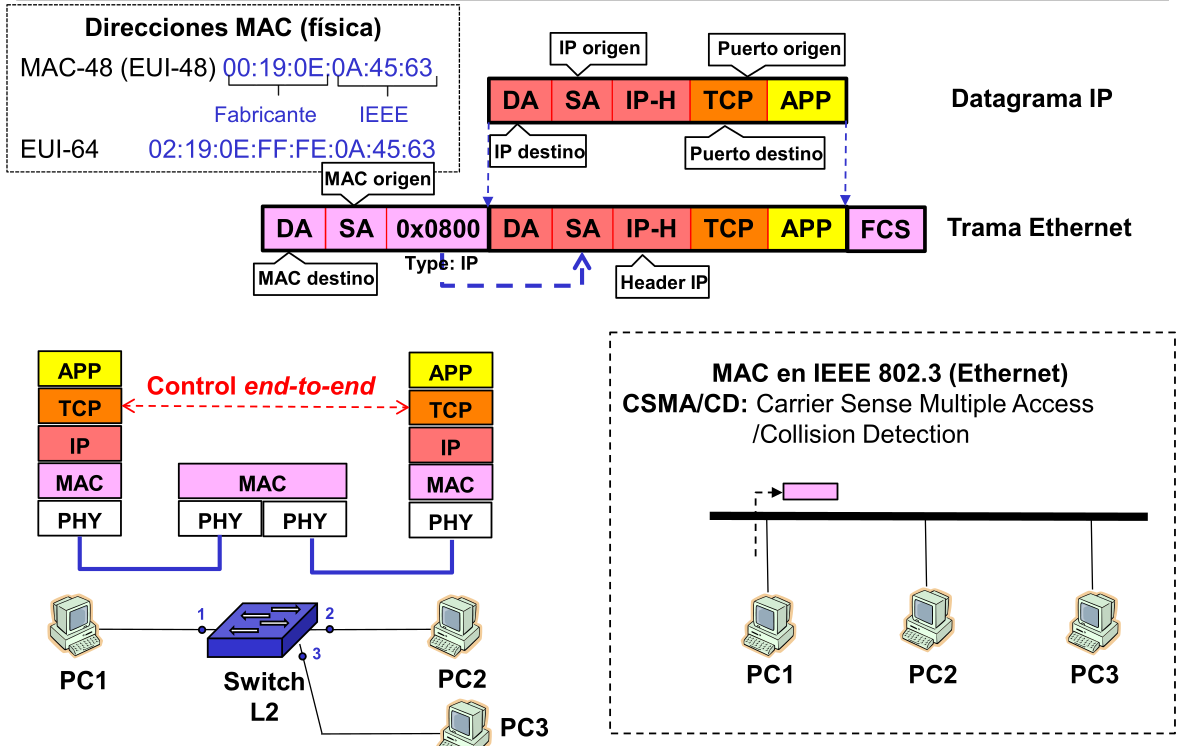 Direcciones MAC (física)
MAC-48 (EUI-48) 00:19:0E:0A:45:63
Fabricante IEEE
EUI-64 02:19:0E:FF:FE:0A:45:63
IP origen
Puerto origen
DA SA IP-H TCP APP
Datagrama IP
IP destino
Puerto destino
MAC origen
DA SA 0x0800 DA SA IP-H TCP APP FCS
Trama Ethernet
Type: IP
MAC destino
Header IP
APP
TCP
IP
MAC
PHY
Control end-to-end
MAC
PHY PHY
APP
TCP
IP
MAC
PHY
1
2
3
PC1
Switch
L2
PC2
PC3
MAC en IEEE 802.3 (Ethernet)
CSMA/CD: Carrier Sense Multiple Access
/Collision Detection
PC1
PC2
PC3